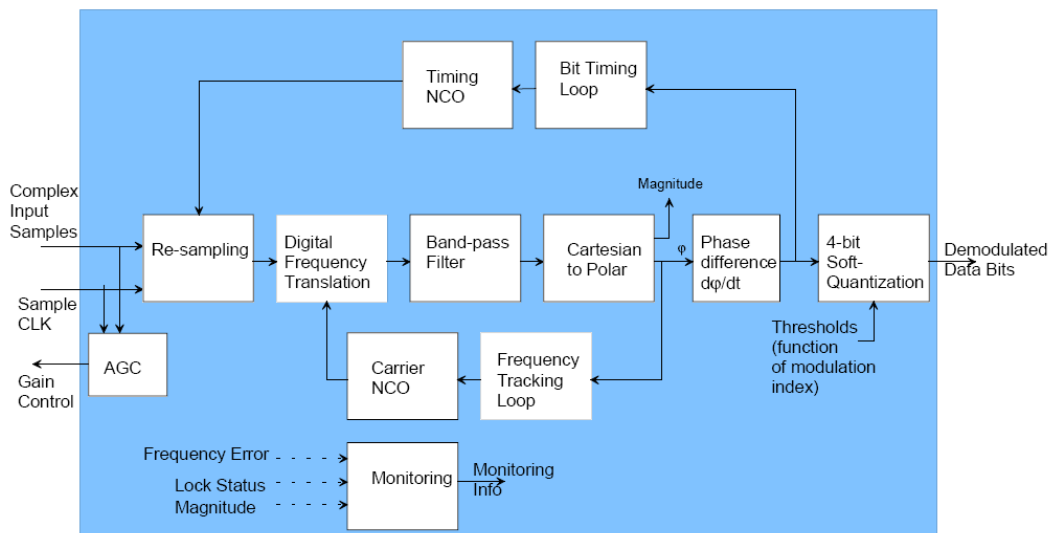 Timing
NCO
Bit Timing
Loop
Complex
Input
Samples
Magnitude
Re-sampling
Digital
Frequency
Translation
Band-pass
Filter
Cartesian
to Polar
φ
Phase
difference
dφ/dt
4-bit
Soft-
Quantization
Demodulated
Data Bits
Sample
CLK
AGC
Gain
Control
Carrier
NCO
Frequency
Tracking
Loop
Thresholds
(function
of modulation
index)
Frequency Error
Lock Status
Magnitude
Monitoring
Monitoring
Info